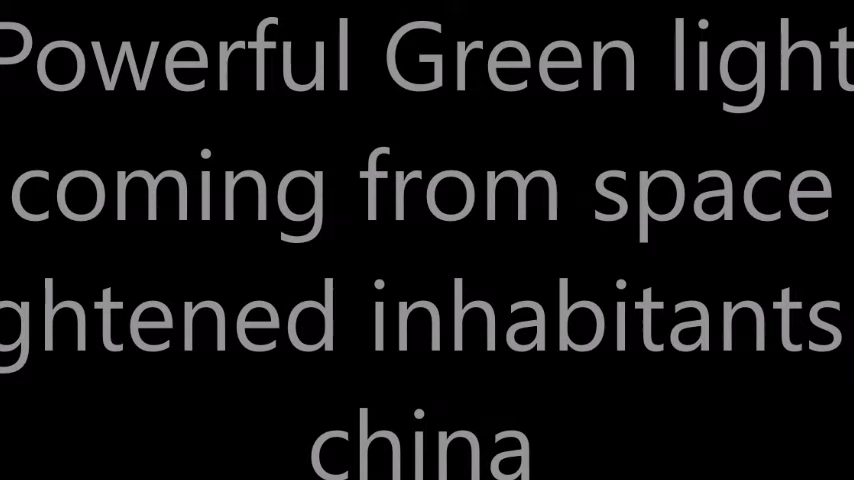 Powerful Green light
coming from space
ghtened inhabitants
china